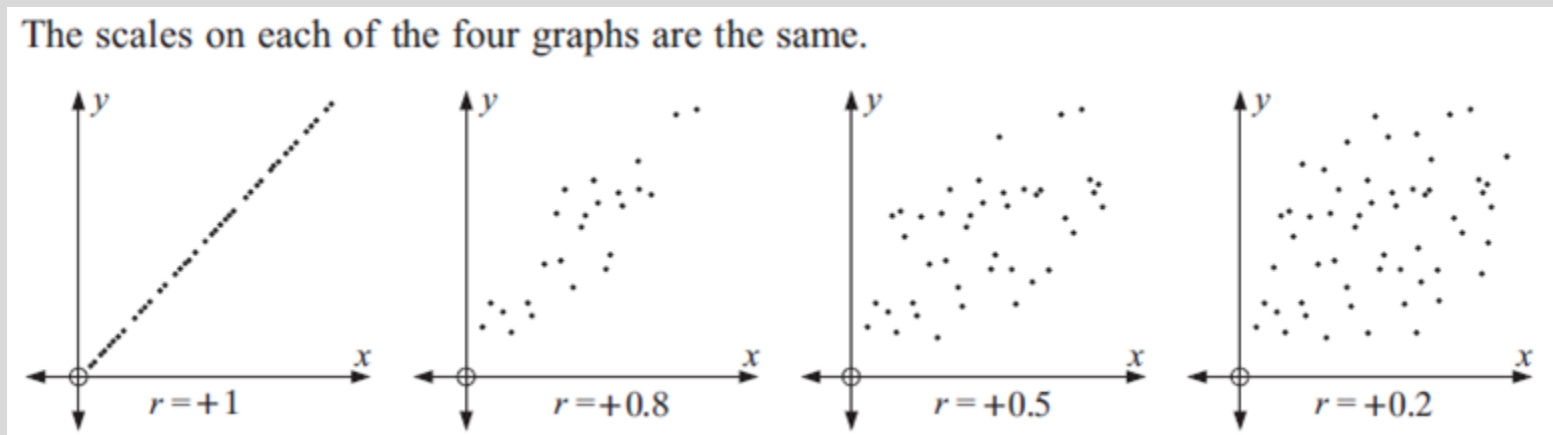 The scales on each of the four graphs are the same.
y
x
r=+1
y
x
r=+0.8
y
x
r=+0.5
y
x
r=+0.2